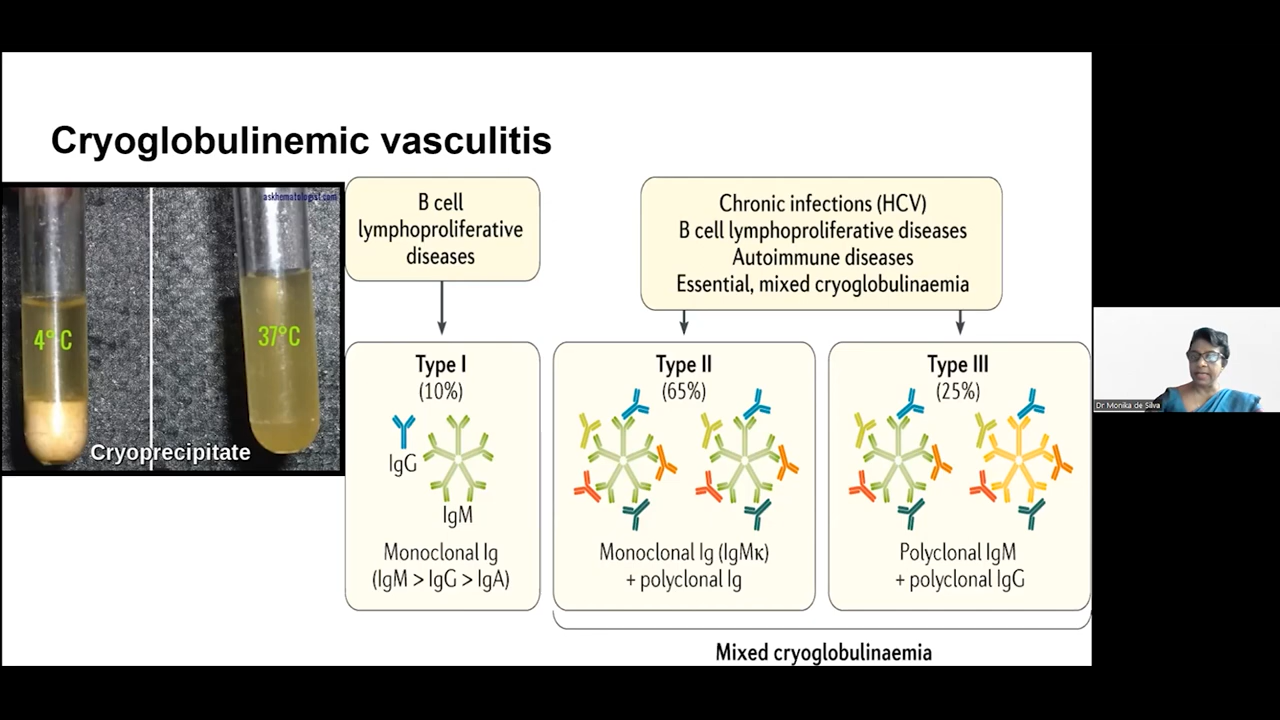 Cryoglobulinemic vasculitis
askhematologist.com
4°C
37°C
Cryoprecipitate
B cell
lymphoproliferative
diseases
Chronic infections (HCV)
B cell lymphoproliferative diseases
Autoimmune diseases
Essential, mixed cryoglobulinaemia
Type I
(10%)
IgG
IgM
Monoclonal Ig
(IgM > IgG > IgA)
Type II
(65%)
Monoclonal Ig (IgMκ)
+ polyclonal Ig
Type III
(25%)
Polyclonal IgM
+ polyclonal IgG
Mixed cryoglobulinaemia
Dr Monika de Silva